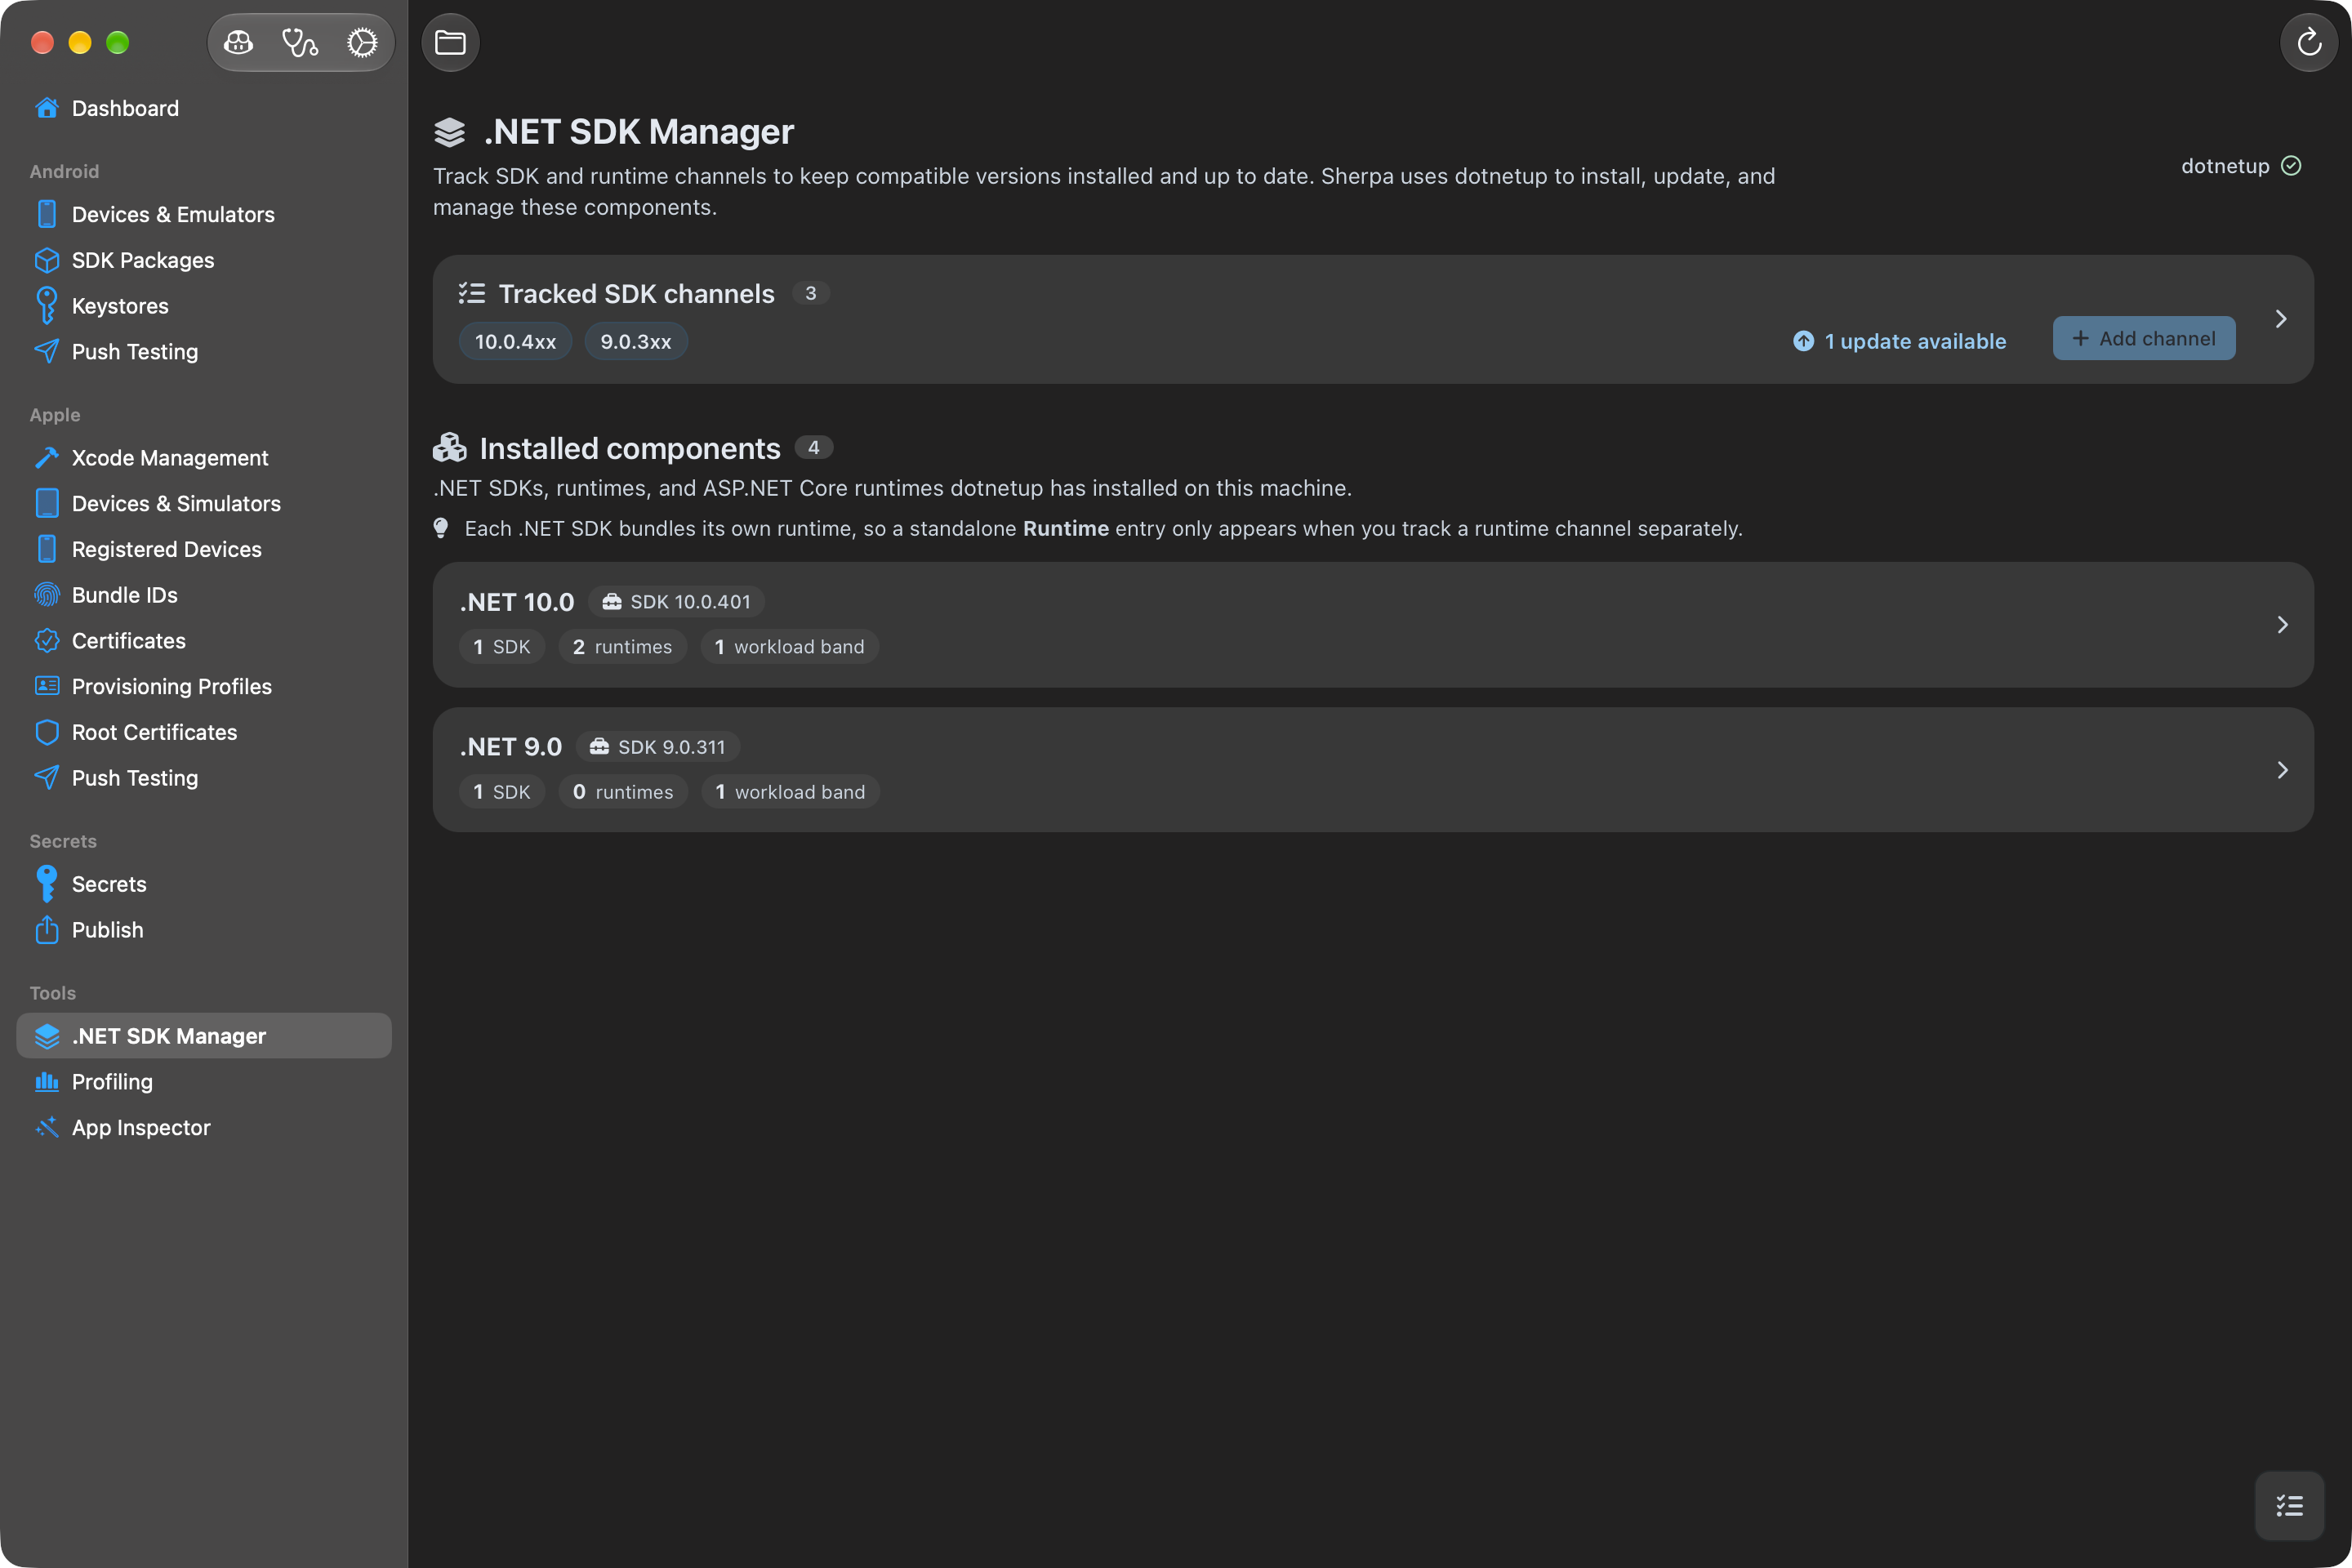 Dashboard
Android
Devices & Emulators
SDK Packages
Keystores
Push Testing
Apple
Xcode Management
Devices & Simulators
Registered Devices
Bundle IDs
Certificates
Provisioning Profiles
Root Certificates
Push Testing
Secrets
Secrets
Publish
Tools
.NET SDK Manager
Profiling
App Inspector
.NET SDK Manager
Track SDK and runtime channels to keep compatible versions installed and up to date. Sherpa uses dotnetup to install, update, and
manage these components.
dotnetup
Tracked SDK channels 3
10.0.4xx 9.0.3xx
1 update available
+ Add channel
Installed components 4
.NET SDKs, runtimes, and ASP.NET Core runtimes dotnetup has installed on this machine.
Each .NET SDK bundles its own runtime, so a standalone Runtime entry only appears when you track a runtime channel separately.
.NET 10.0 SDK 10.0.401
1 SDK 2 runtimes 1 workload band
.NET 9.0 SDK 9.0.311
1 SDK 0 runtimes 1 workload band